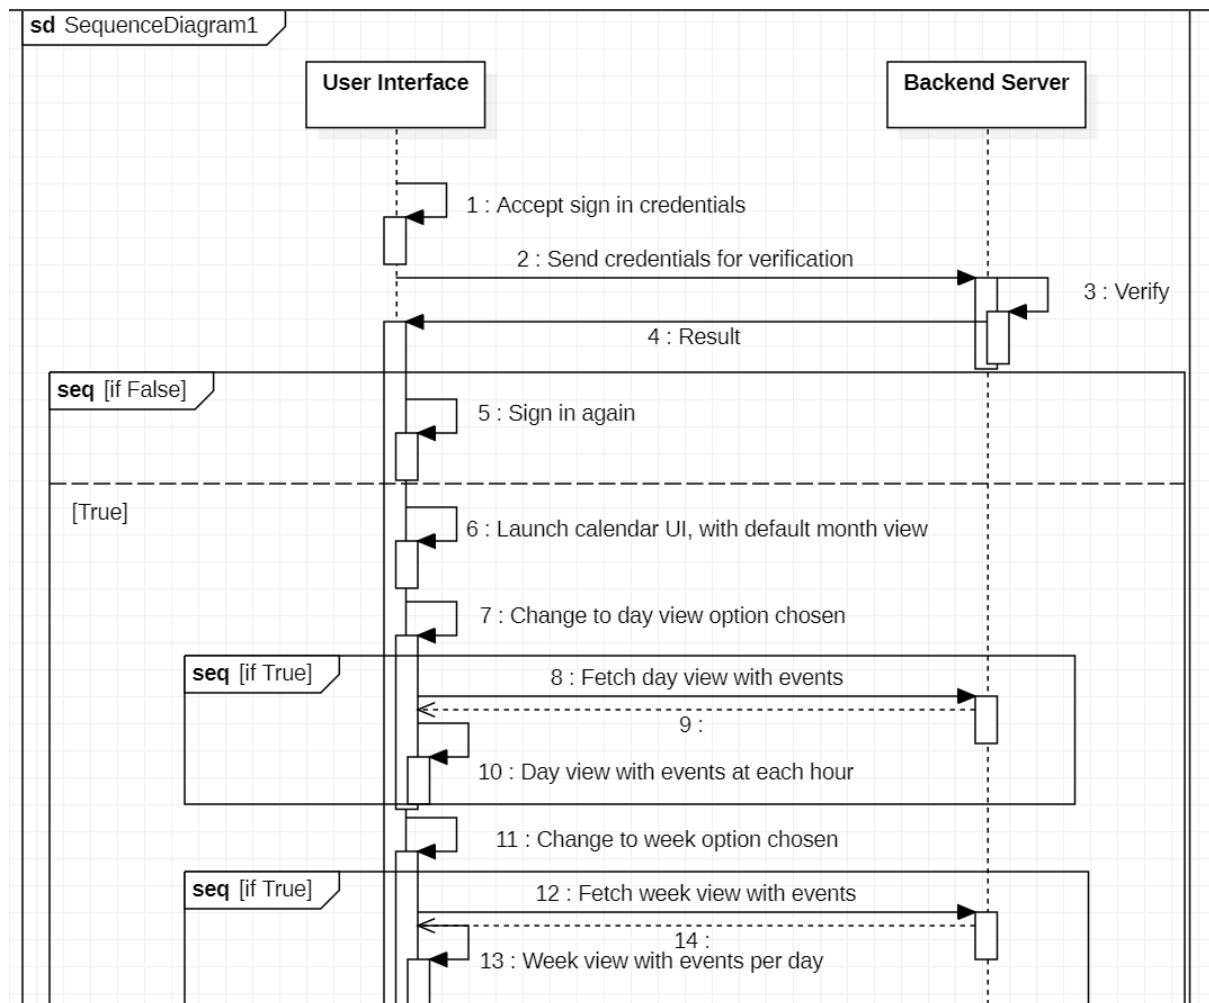 sd SequenceDiagram1
User Interface
Backend Server
1 : Accept sign in credentials
2 : Send credentials for verification
3 : Verify
4 : Result
seq [if False]
5 : Sign in again
[True]
6 : Launch calendar UI, with default month view
7 : Change to day view option chosen
seq [if True]
8 : Fetch day view with events
9 :
10 : Day view with events at each hour
11 : Change to week option chosen
seq [if True]
12 : Fetch week view with events
14 :
13 : Week view with events per day